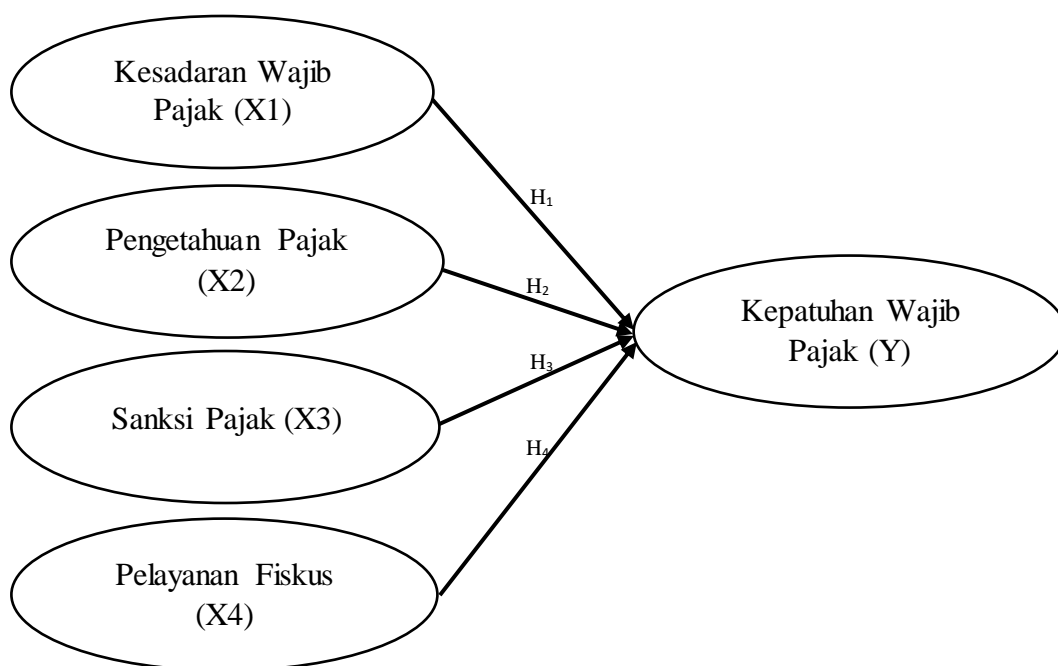 Kesadaran Wajib
Pajak (X1)
H₁
Pengetahuan Pajak
(X2)
H₂
Kepatuhan Wajib
Pajak (Y)
Sanksi Pajak (X3)
H₃
H₄
Pelayanan Fiskus
(X4)